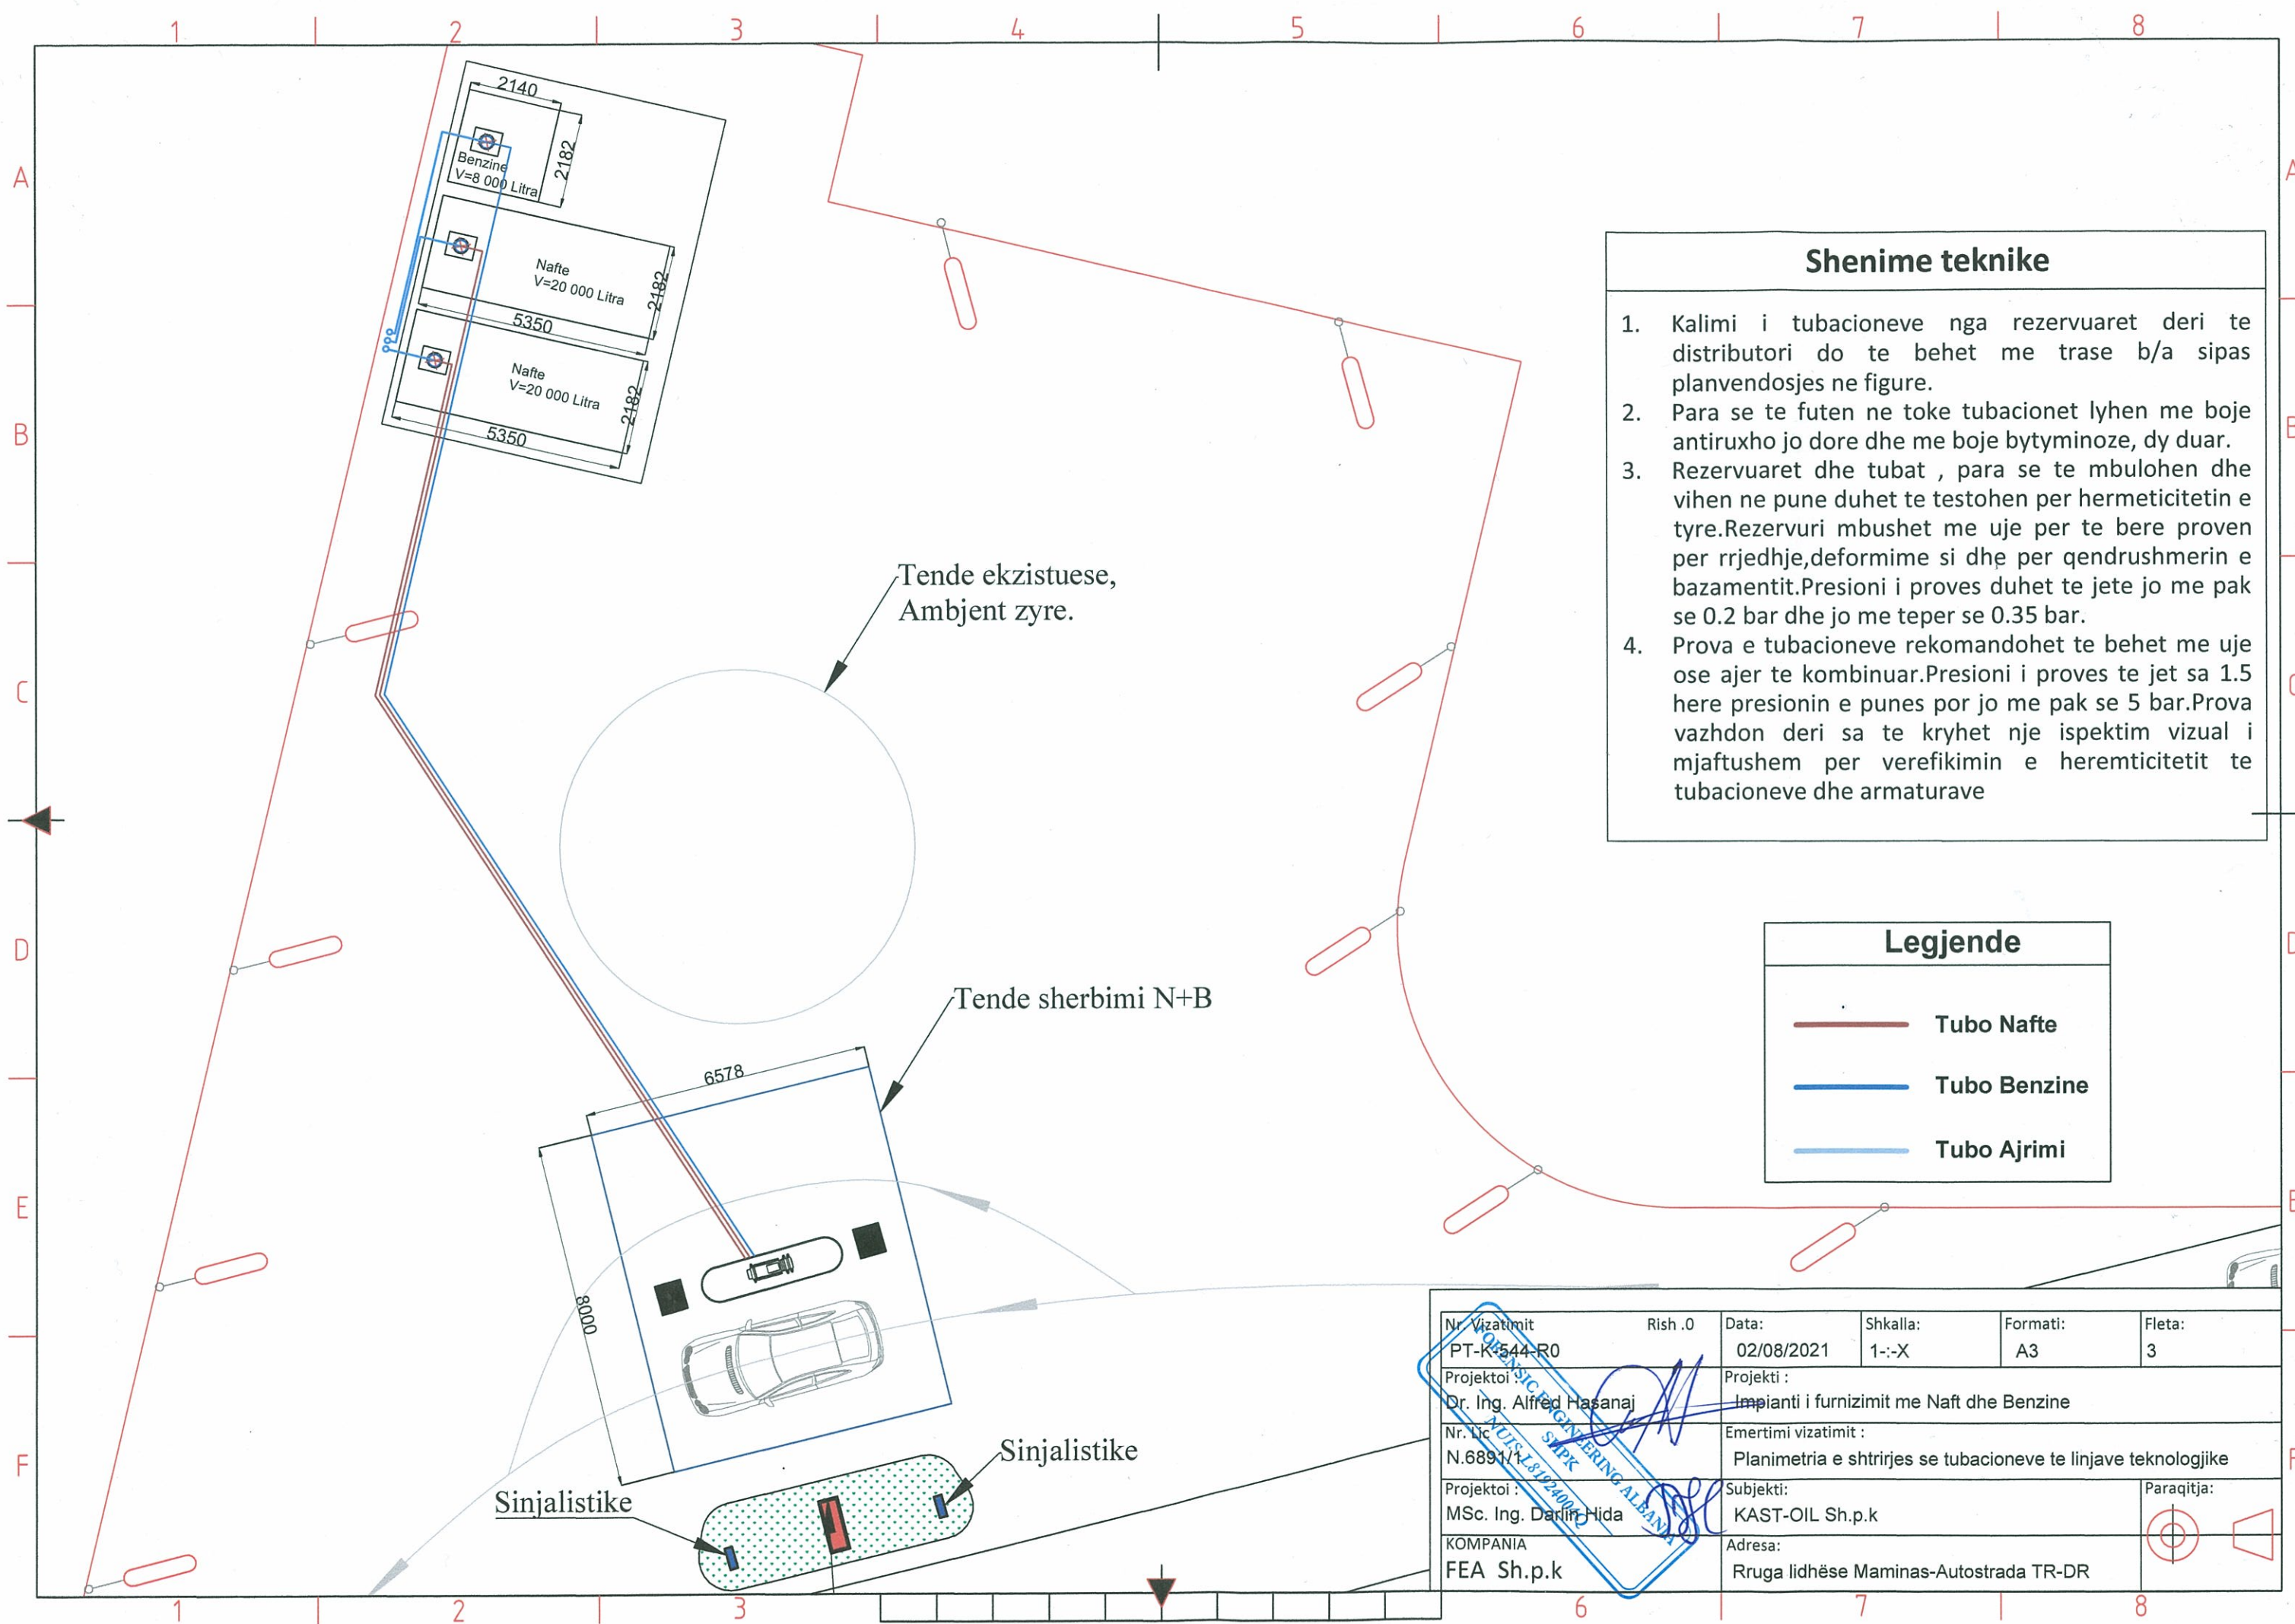 1 2 3 4 5 6 7 8
A
B
C
D
E
F
2140
2182
Benzine
V=8 000 Litra
Nafte
V=20 000 Litra
2182
5350
Nafte
V=20 000 Litra
2182
5350
Tende ekzistuese,
Ambjent zyre.
Tende sherbimi N+B
6578
8000
Sinjalistike
Sinjalistike
Shenime teknike
1. Kalimi i tubacioneve nga rezervuaret deri te
distributori do te behet me trase b/a sipas
planvendosjes ne figure.
2. Para se te futen ne toke tubacionet lyhen me boje
antiruxho jo dore dhe me boje bytyminoze, dy duar.
3. Rezervuaret dhe tubat , para se te mbulohen dhe
vihen ne pune duhet te testohen per hermeticitetin e
tyre.Rezervuri mbushet me uje per te bere proven
per rrjedhje,deformime si dhe per qendrushmerin e
bazamentit.Presioni i proves duhet te jete jo me pak
se 0.2 bar dhe jo me teper se 0.35 bar.
4. Prova e tubacioneve rekomandohet te behet me uje
ose ajer te kombinuar.Presioni i proves te jet sa 1.5
here presionin e punes por jo me pak se 5 bar.Prova
vazhdon deri sa te kryhet nje ispektim vizual i
mjaftushem per verefikimin e heremticitetit te
tubacioneve dhe armaturave
Legjende
Tubo Nafte
Tubo Benzine
Tubo Ajrimi
Nr. Vizatimit Rish .0
PT-K-544-R0
Data:
02/08/2021
Shkalla:
1-:-X
Formati:
A3
Fleta:
3
Projektoi :
Dr. Ing. Alfred Hasanaj
Projekti :
Impianti i furnizimit me Naft dhe Benzine
Nr. Lic
N.6891/1
Emertimi vizatimit :
Planimetria e shtrirjes se tubacioneve te linjave teknologjike
Projektoi :
MSc. Ing. Darlin Hida
Subjekti:
KAST-OIL Sh.p.k
Paraqitja:
KOMPANIA
FEA Sh.p.k
Adresa:
Rruga lidhëse Maminas-Autostrada TR-DR
FORENSIC ENGINEERING ALBANIA
SHPK
1 2 3 6 7 8